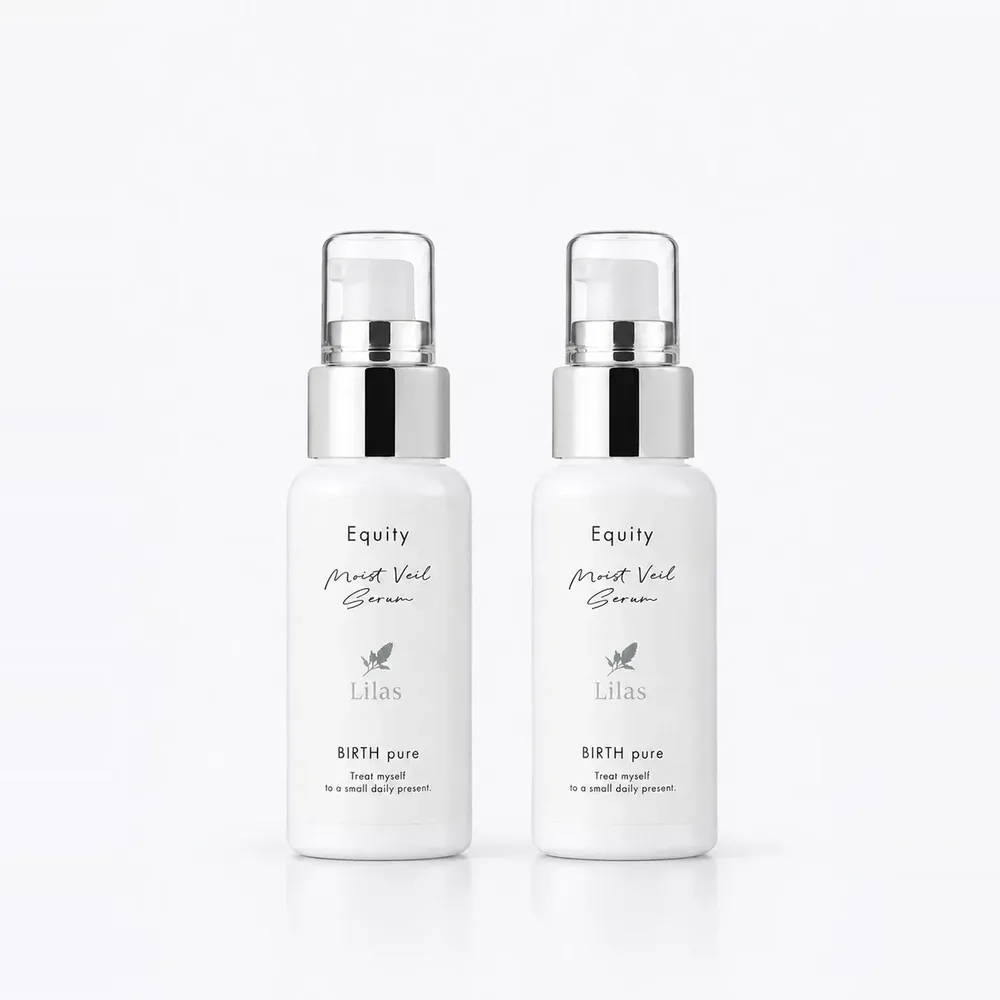 Equity
Moist Veil
Serum
Lilas
BIRTH pure
Treat myself
to a small daily present.
Equity
Moist Veil
Serum
Lilas
BIRTH pure
Treat myself
to a small daily present.